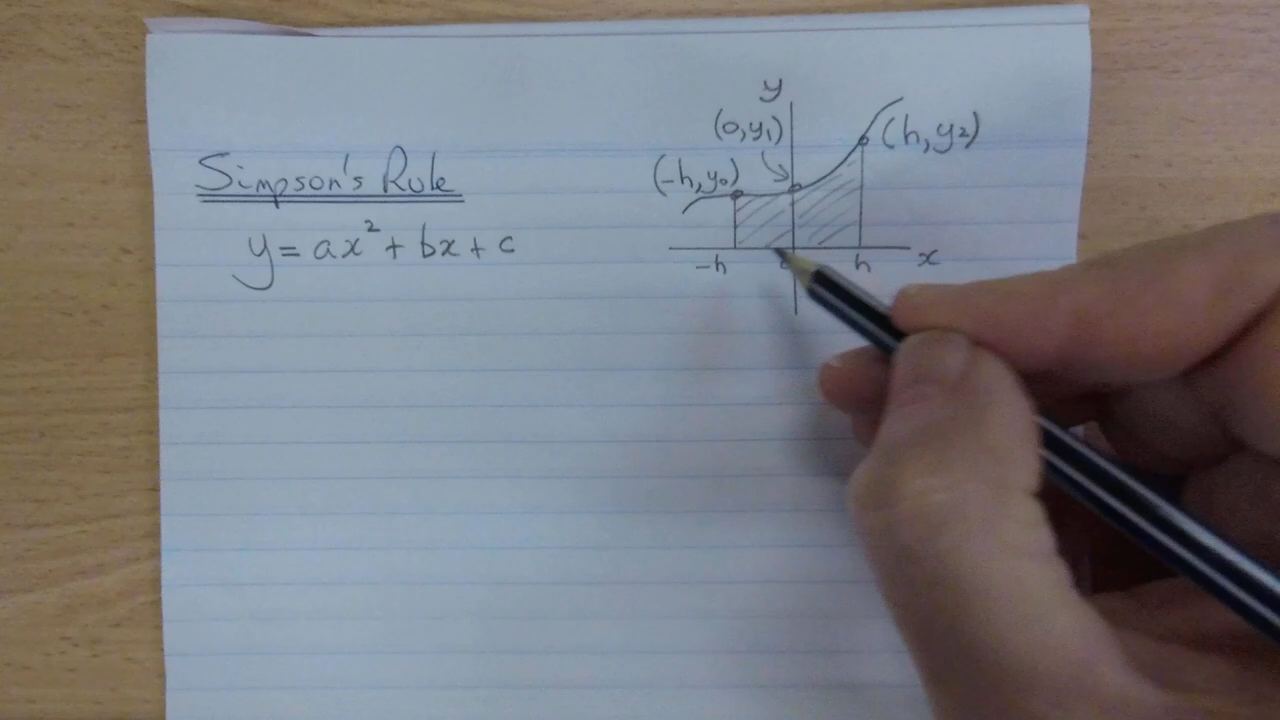 Simpson's Rule
y = ax² + bx + c
y
(0,y₁)
(h,y₂)
(-h,y₀)
-h
h
x